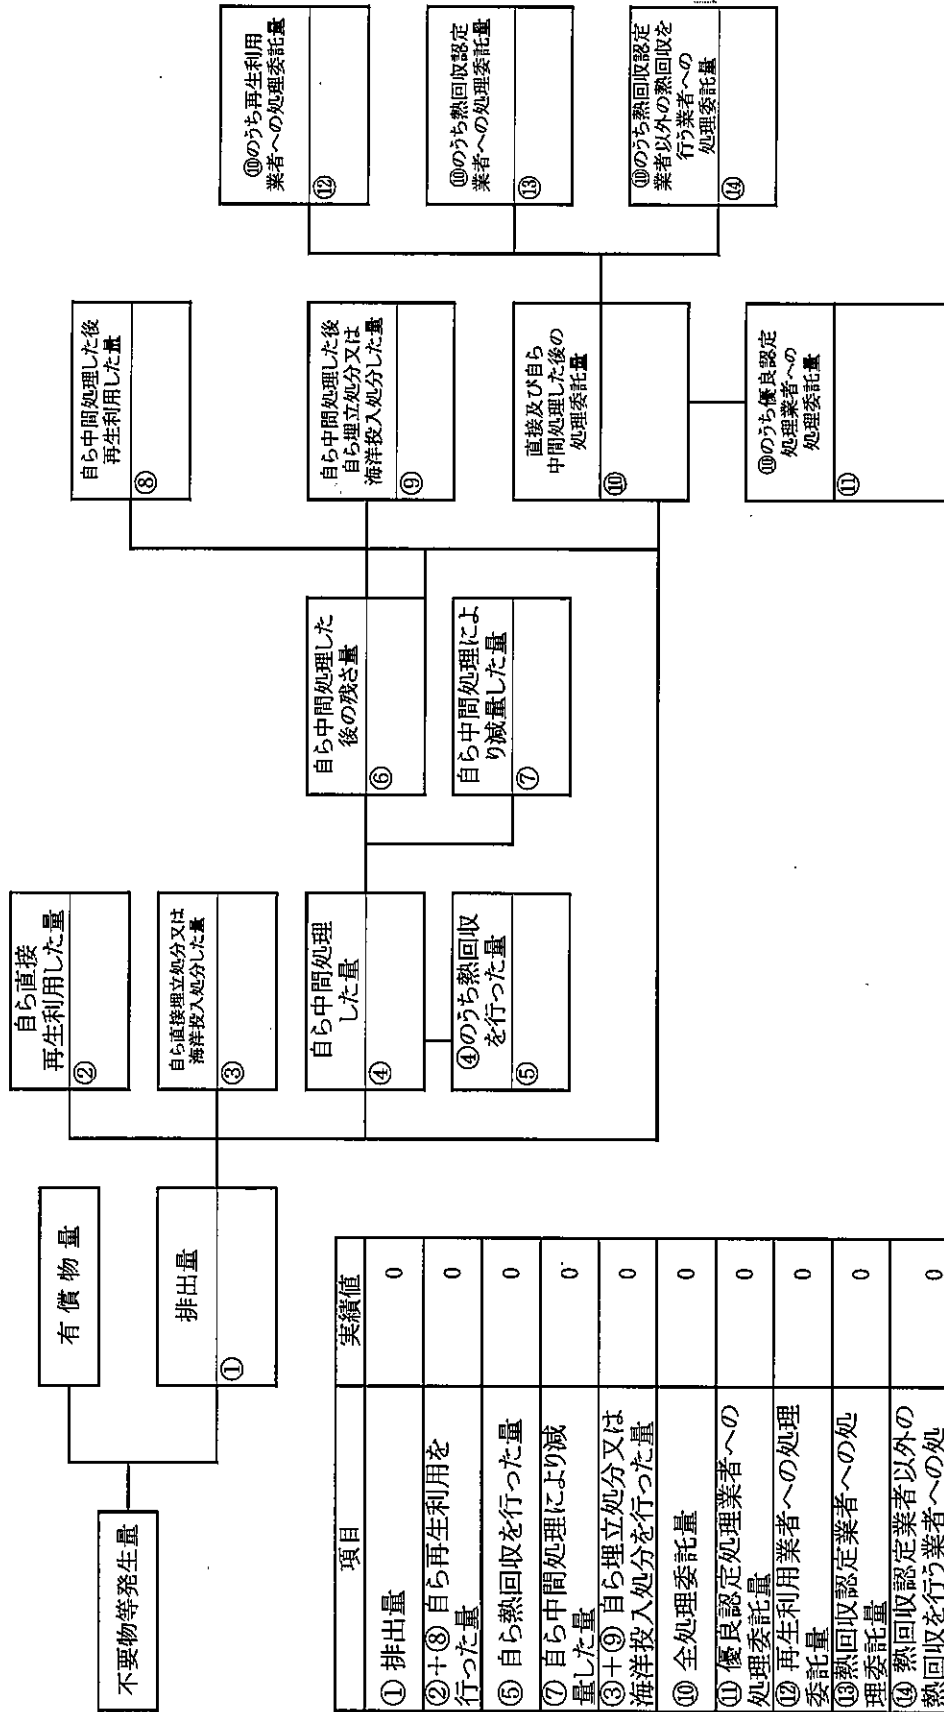 不要物等発生量
有償物量
排出量
①
自ら直接
再生利用した量
②
自ら直接埋立処分又は
海洋投入処分した量
③
自ら中間処理
した量
④
④のうち熱回収
を行った量
⑤
自ら中間処理した
後の残さ量
⑥
自ら中間処理によ
り減量した量
⑦
自ら中間処理した後
再生利用した量
⑧
自ら中間処理した後
自ら埋立処分又は
海洋投入処分した量
⑨
直接及び自ら
中間処理した後の
処理委託量
⑩
⑩のうち優良認定
処理業者への
処理委託量
⑪
⑩のうち再生利用
業者への処理委託量
⑫
⑩のうち熱回収認定
業者への処理委託量
⑬
⑩のうち熱回収認定
業者以外の熱回収を
行う業者への
処理委託量
⑭
項目 実績値
①排出量 0
②+⑧ 自ら再生利用を
行った量 0
⑤ 自ら熱回収を行った量 0
⑦ 自ら中間処理により減
量した量 0
③+⑨ 自ら埋立処分又は
海洋投入処分を行った量 0
⑩ 全処理委託量 0
⑪ 優良認定処理業者への
処理委託量 0
⑫ 再生利用業者への処理
委託量 0
⑬熱回収認定業者への処
理委託量 0
⑭ 熱回収認定業者以外の
熱回収を行う業者への処 0